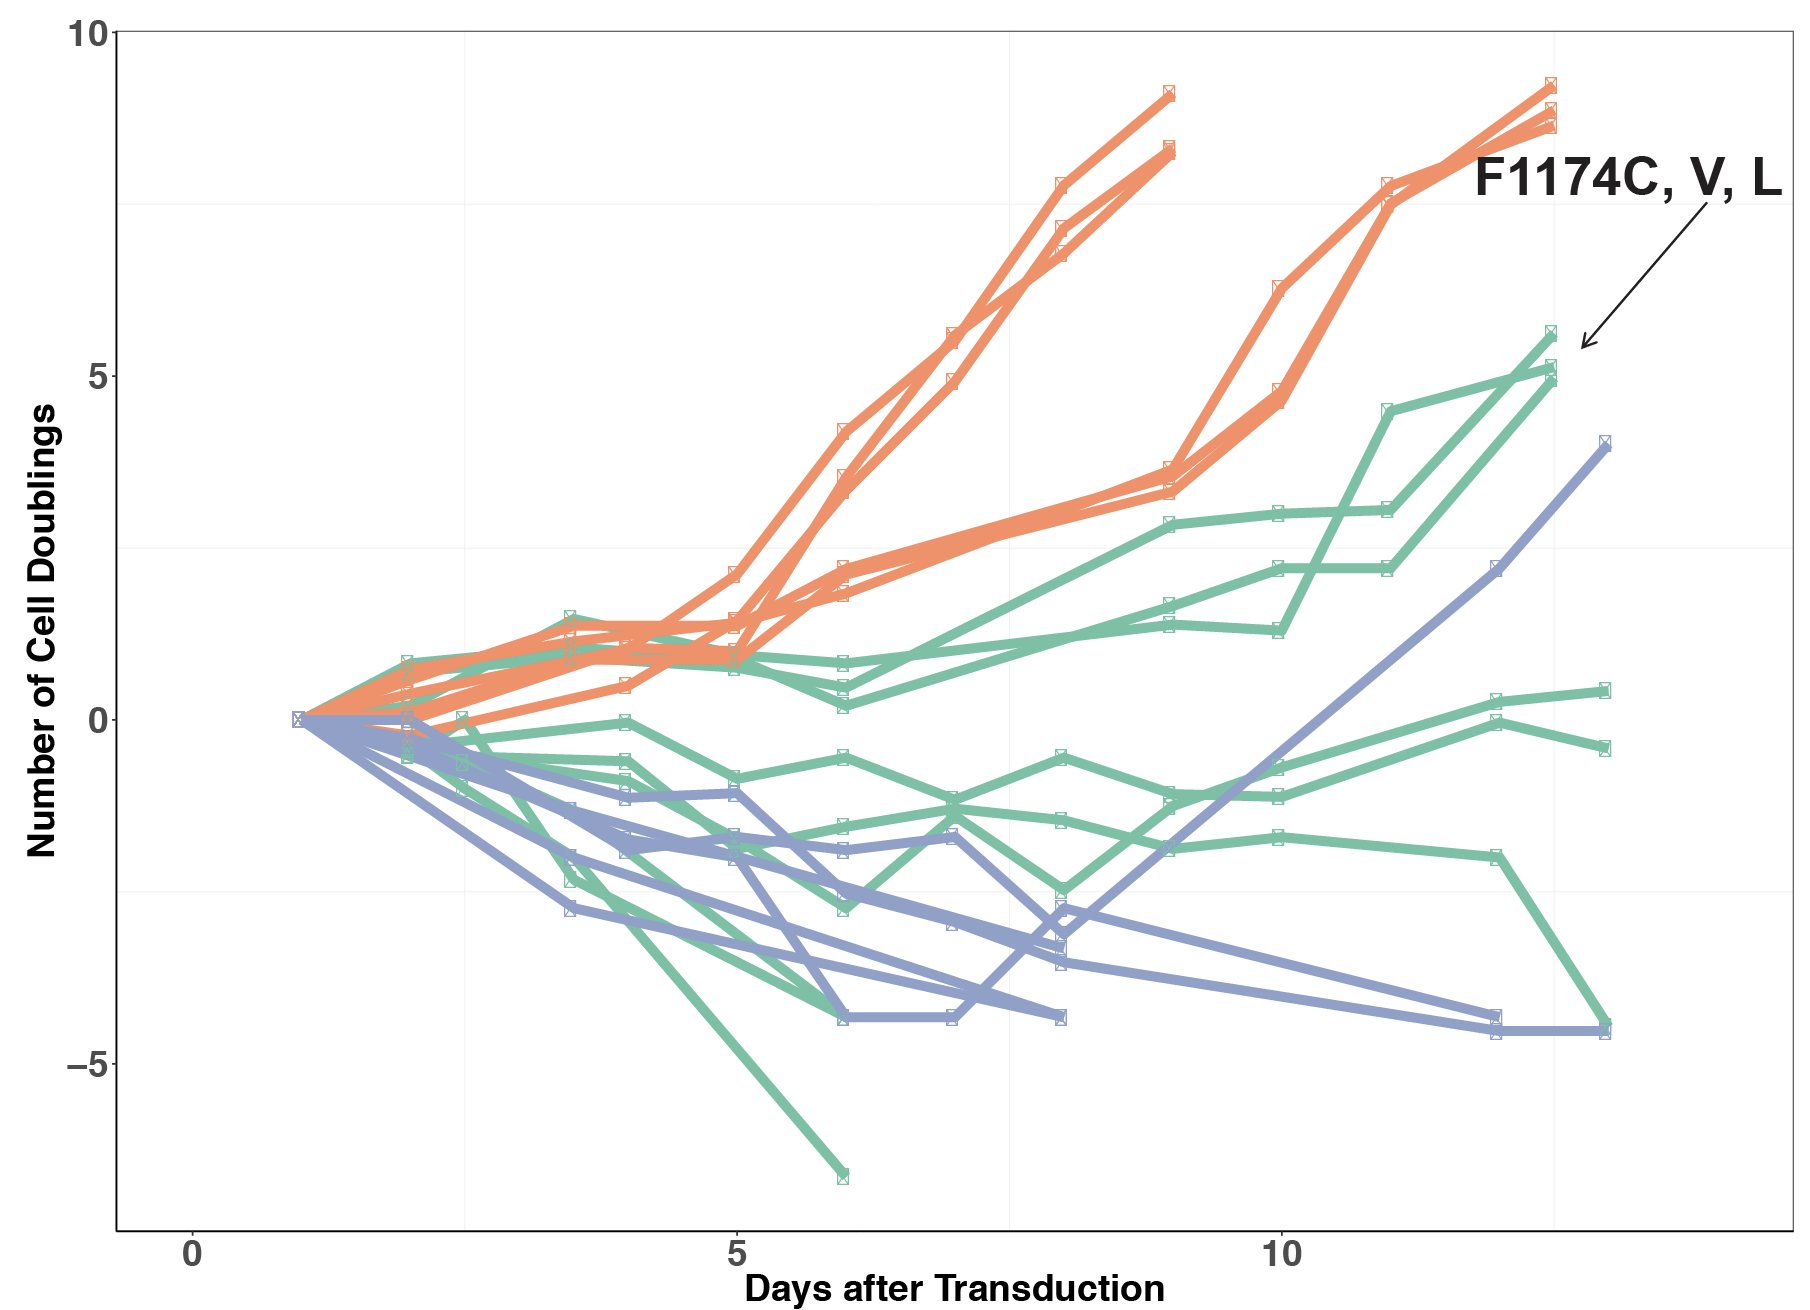 10
F1174C, V, L
5
0
−5
Number of Cell Doublings
0 5 10
Days after Transduction